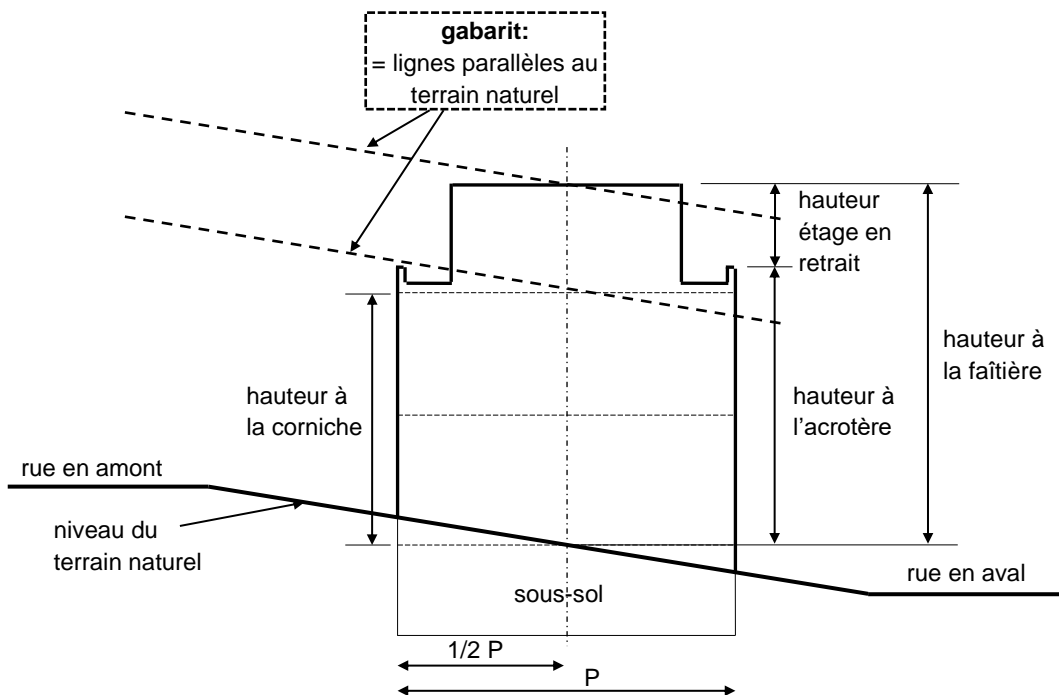 gabarit:
= lignes parallèles au
terrain naturel
hauteur
étage en
retrait
hauteur à
la faîtière
hauteur à
la corniche
hauteur à
l'acrotère
rue en amont
niveau du
terrain naturel
rue en aval
sous-sol
1/2 P
P